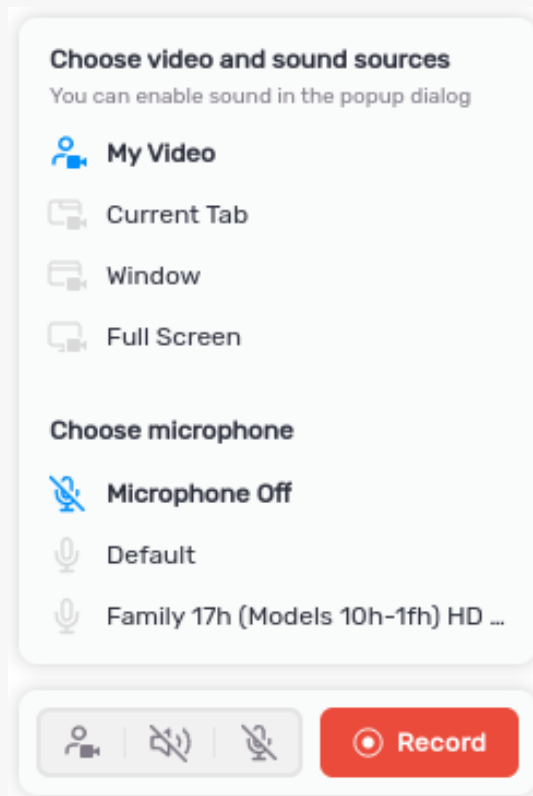 Choose video and sound sources
You can enable sound in the popup dialog
My Video
Current Tab
Window
Full Screen
Choose microphone
Microphone Off
Default
Family 17h (Models 10h-1fh) HD ...
Record